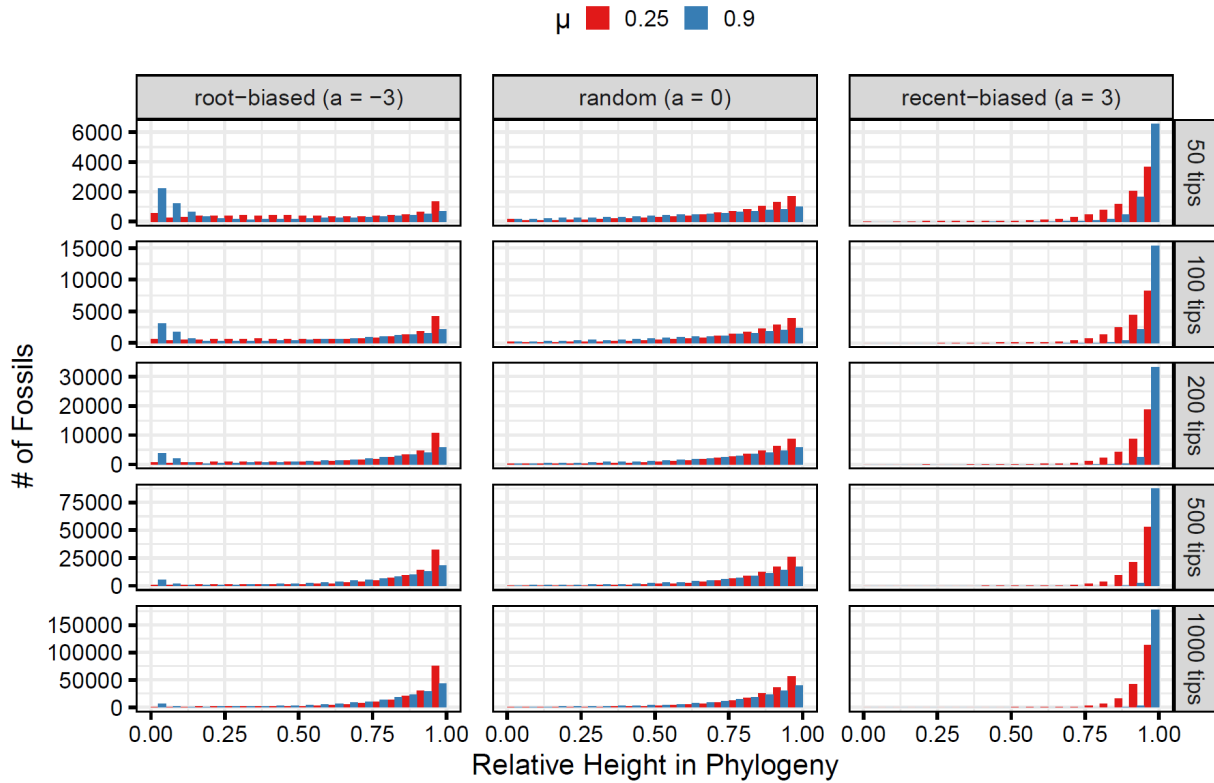 μ 0.25 0.9
root−biased (a = −3) random (a = 0) recent−biased (a = 3)
# of Fossils
6000
4000
2000
0
50 tips
15000
10000
5000
0
100 tips
30000
20000
10000
0
200 tips
75000
50000
25000
0
500 tips
150000
100000
50000
0
1000 tips
0.00 0.25 0.50 0.75 1.00 0.00 0.25 0.50 0.75 1.00 0.00 0.25 0.50 0.75 1.00
Relative Height in Phylogeny